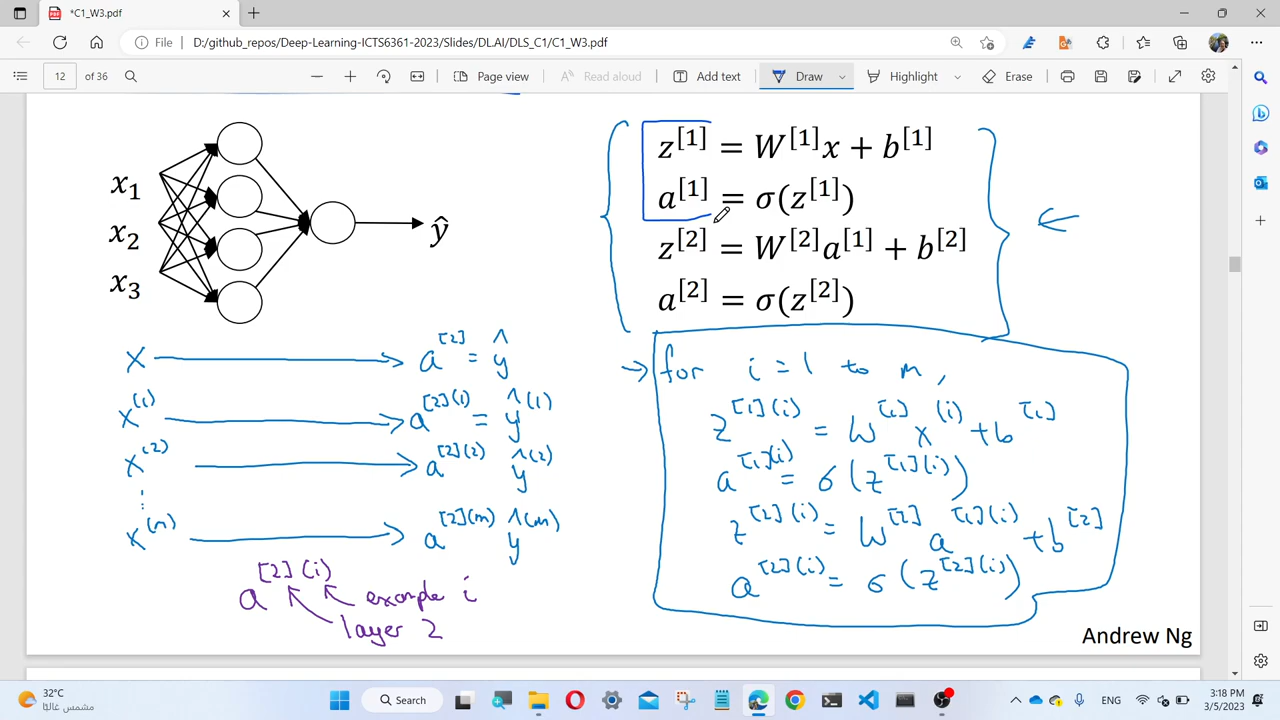 *C1_W3.pdf
File D:/github_repos/Deep-Learning-ICTS6361-2023/Slides/DL.AI/DLS_C1/C1_W3.pdf
12 of 36 Page view Read aloud Add text Draw Highlight Erase
x₁
x₂
x₃
ŷ
z^[1] = W^[1]x + b^[1]
a^[1] = σ(z^[1])
z^[2] = W^[2]a^[1] + b^[2]
a^[2] = σ(z^[2])
x → a^[2] = ŷ
x^(1) → a^[2](1) = ŷ^(1)
x^(2) → a^[2](2) ŷ^(2)
⋮
x^(m) → a^[2](m) ŷ^(m)
a^[2](i)
example i
layer 2
→ for i = 1 to m,
z^[1](i) = W^[1] x^(i) + b^[1]
a^[1](i) = σ(z^[1](i))
z^[2](i) = W^[2] a^[1](i) + b^[2]
a^[2](i) = σ(z^[2](i))
Andrew Ng
32°C
مشمس غالبًا
Search
ENG
3:18 PM
3/5/2023